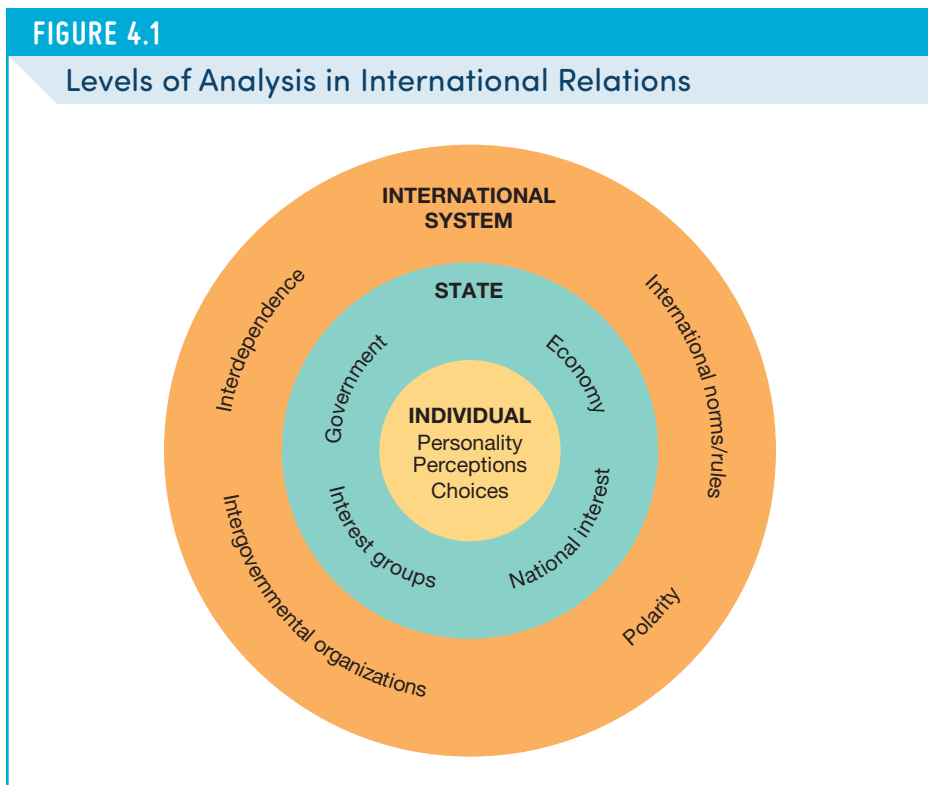 FIGURE 4.1
Levels of Analysis in International Relations
INTERNATIONAL
SYSTEM
Interdependence
International norms/rules
Intergovernmental organizations
Polarity
STATE
Government
Economy
Interest groups
National interest
INDIVIDUAL
Personality
Perceptions
Choices